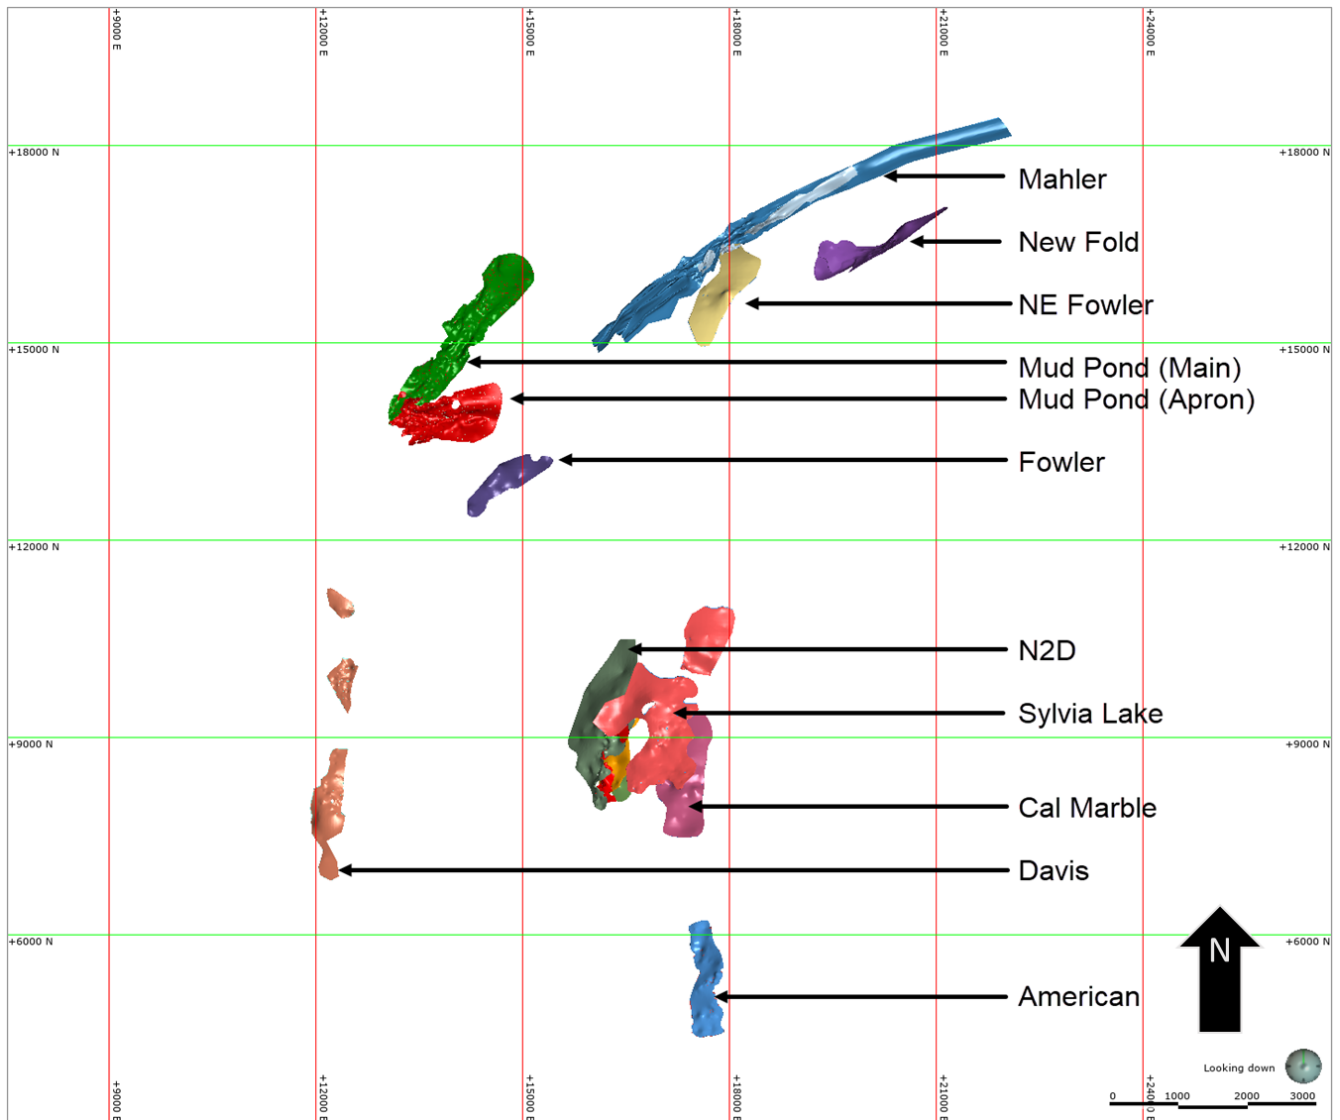 +9000 E
+12000 E
+15000 E
+18000 E
+21000 E
+24000 E
+18000 N
+18000 N
Mahler
New Fold
NE Fowler
+15000 N
+15000 N
Mud Pond (Main)
Mud Pond (Apron)
Fowler
+12000 N
+12000 N
N2D
Sylvia Lake
+9000 N
+9000 N
Cal Marble
Davis
+6000 N
+6000 N
N
American
Looking down
0 1000 2000 3000
+9000 E
+12000 E
+15000 E
+18000 E
+21000 E
+24000 E